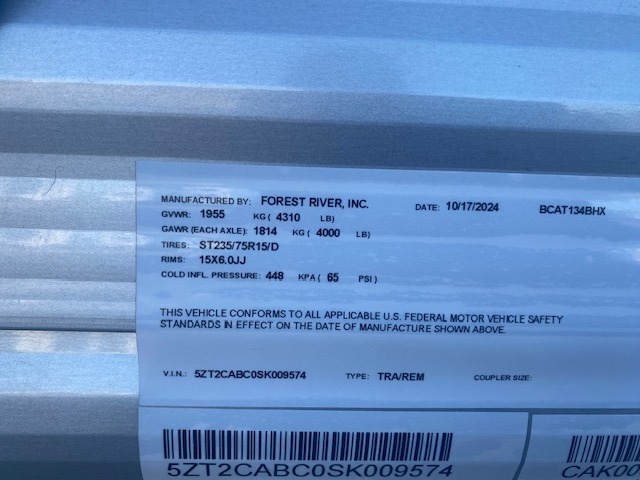 MANUFACTURED BY: FOREST RIVER, INC. DATE: 10/17/2024 BCAT134BHX
GVWR: 1955 KG ( 4310 LB)
GAWR (EACH AXLE): 1814 KG ( 4000 LB)
TIRES: ST235/75R15/D
RIMS: 15X6.0JJ
COLD INFL. PRESSURE: 448 KPA ( 65 PSI )
THIS VEHICLE CONFORMS TO ALL APPLICABLE U.S. FEDERAL MOTOR VEHICLE SAFETY
STANDARDS IN EFFECT ON THE DATE OF MANUFACTURE SHOWN ABOVE.
V.I.N.: 5ZT2CABC0SK009574 TYPE: TRA/REM COUPLER SIZE:
5ZT2CABC0SK009574 CAK00